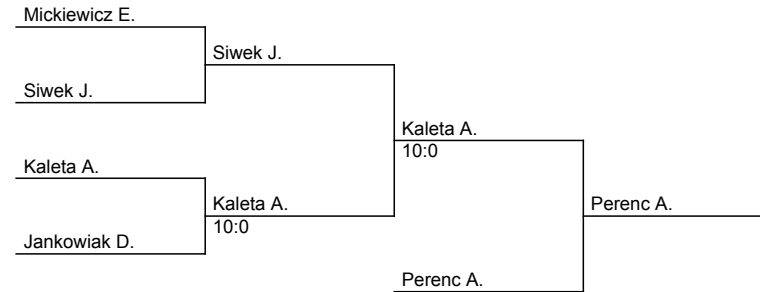 Mickiewicz E.
Siwek J.
Siwek J.
Kaleta A.
10:0
Kaleta A.
Kaleta A.
10:0
Perenc A.
Jankowiak D.
Perenc A.